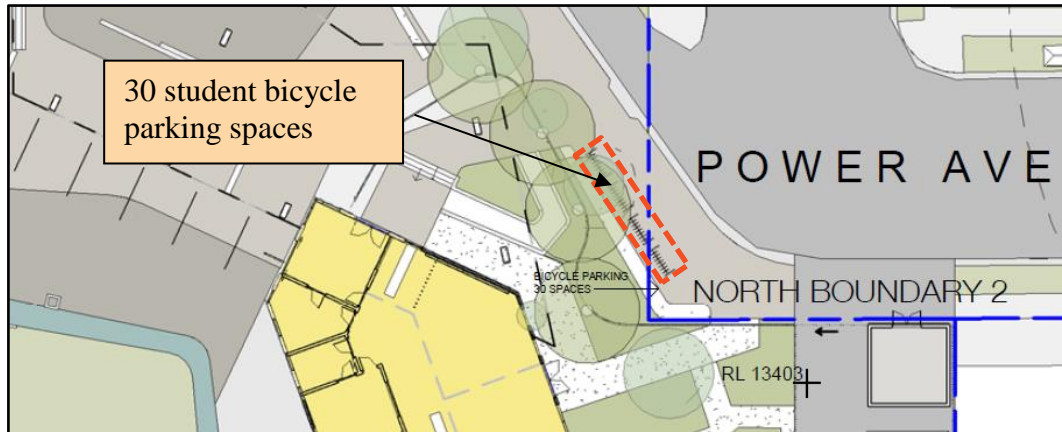 30 student bicycle
parking spaces
POWER AVE
BICYCLE PARKING
30 SPACES
NORTH BOUNDARY 2
RL 13403